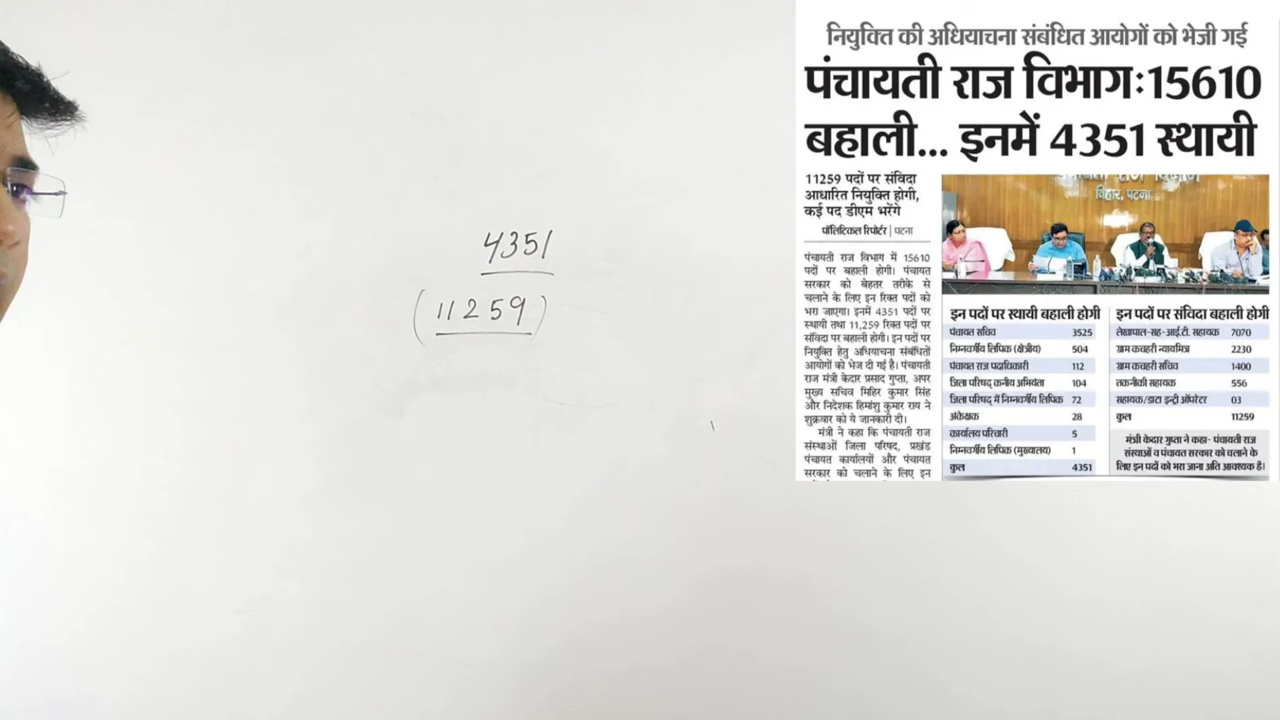 4351
(11259)
नियुक्ति की अधियाचना संबंधित आयोगों को भेजी गई
पंचायती राज विभाग:15610
बहाली... इनमें 4351 स्थायी
11259 पदों पर संविदा
आधारित नियुक्ति होगी,
कई पद डीएम भरेंगे
पॉलिटिकल रिपोर्टर | पटना
पंचायती राज विभाग में 15610
पदों पर बहाली होगी। पंचायत
सरकार को बेहतर तरीके से
चलाने के लिए इन रिक्त पदों को
भरा जाएगा। इनमें 4351 पदों पर
स्थायी तथा 11,259 रिक्त पदों पर
संविदा पर बहाली होगी। इन पदों पर
नियुक्ति हेतु अधियाचना संबंधितों
आयोगों को भेज दी गई है। पंचायती
राज मंत्री केदार प्रसाद गुप्ता, अपर
मुख्य सचिव मिहिर कुमार सिंह
और निदेशक हिमांशु कुमार राय ने
शुक्रवार को ये जानकारी दी।
मंत्री ने कहा कि पंचायती राज
संस्थाओं जिला परिषद, प्रखंड
पंचायत कार्यालयों और पंचायत
सरकार को चलाने के लिए इन
बिहार, पटना
इन पदों पर स्थायी बहाली होगी
पंचायत सचिव 3525
निम्नवर्गीय लिपिक (क्षेत्रीय) 504
पंचायत राज पदाधिकारी 112
जिला परिषद् कनीय अभियंता 104
जिला परिषद् में निम्नवर्गीय लिपिक 72
अंकेक्षक 28
कार्यालय परिचारी 5
निम्नवर्गीय लिपिक (मुख्यालय) 1
कुल 4351
इन पदों पर संविदा बहाली होगी
लेखापाल-सह-आई.टी. सहायक 7070
ग्राम कचहरी न्यायमित्र 2230
ग्राम कचहरी सचिव 1400
तकनीकी सहायक 556
सहायक/डाटा इन्ट्री ऑपरेटर 03
कुल 11259
मंत्री केदार गुप्ता ने कहा- पंचायती राज
संस्थाओं व पंचायत सरकार को चलाने के
लिए इन पदों को भरा जाना अति आवश्यक है।